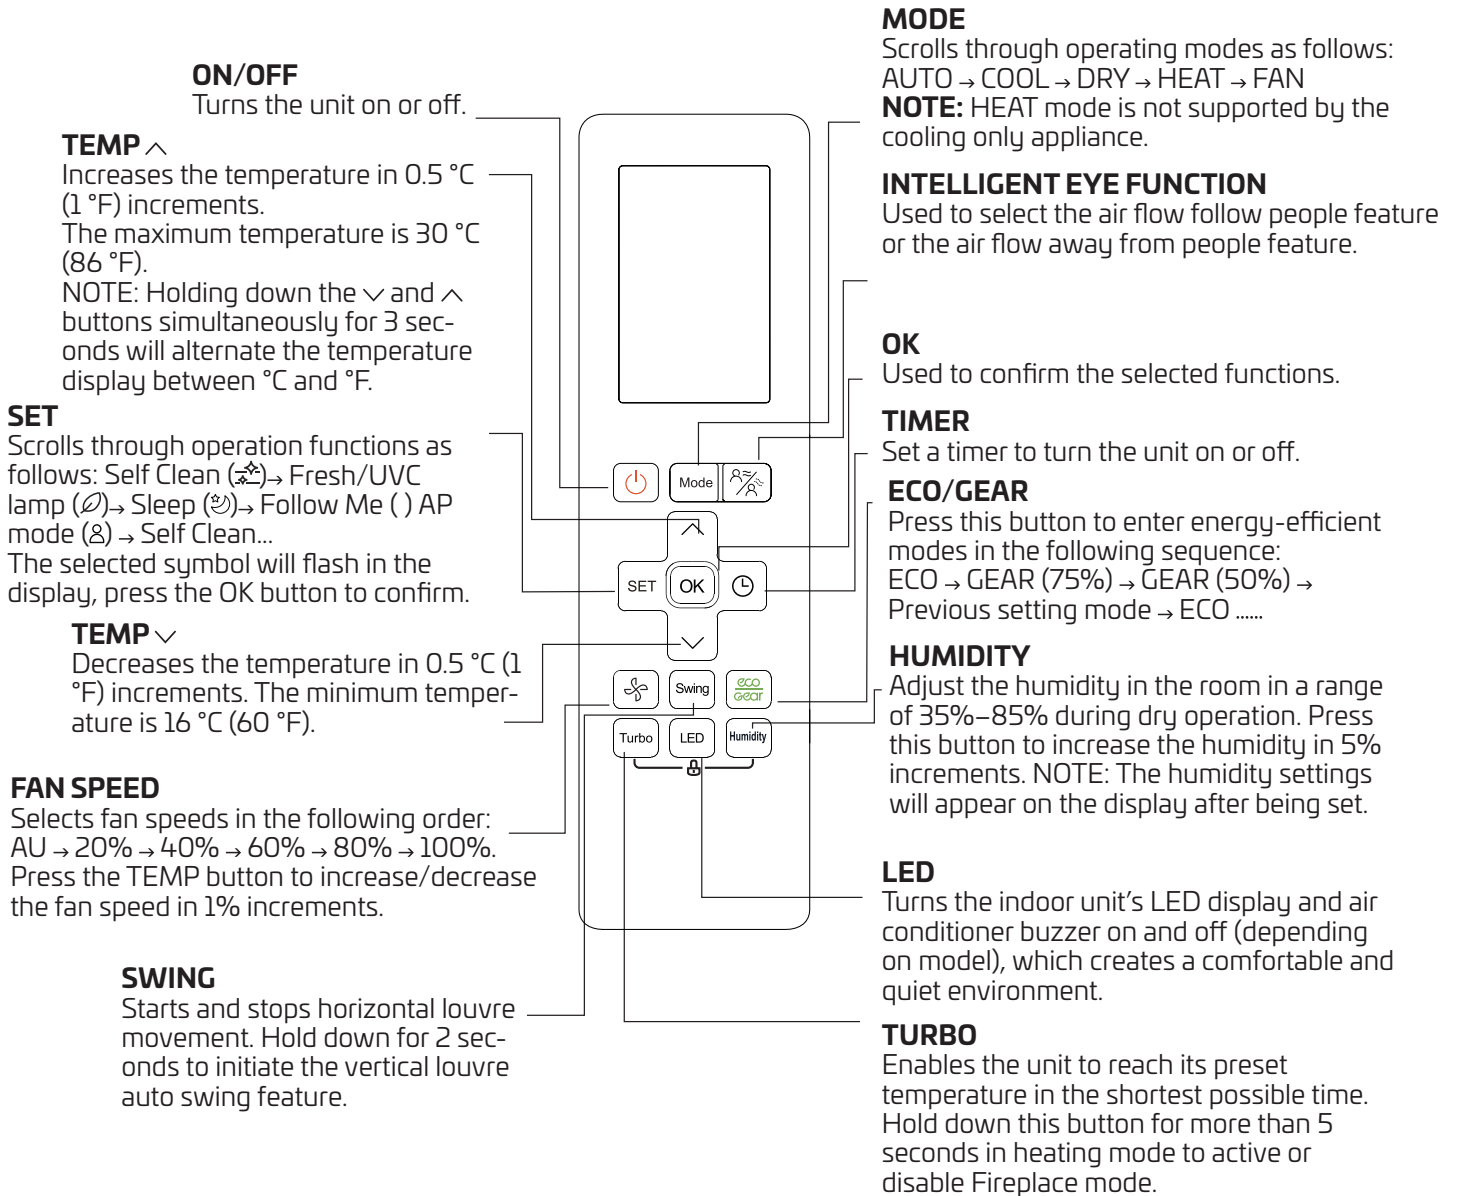 ON/OFF
Turns the unit on or off.
TEMP ︿
Increases the temperature in 0.5 °C
(1 °F) increments.
The maximum temperature is 30 °C
(86 °F).
NOTE: Holding down the ﹀ and ︿
buttons simultaneously for 3 sec-
onds will alternate the temperature
display between °C and °F.
SET
Scrolls through operation functions as
follows: Self Clean ( )→ Fresh/UVC
lamp ( )→ Sleep ( )→ Follow Me ( ) AP
mode ( ) → Self Clean...
The selected symbol will flash in the
display, press the OK button to confirm.
TEMP ﹀
Decreases the temperature in 0.5 °C (1
°F) increments. The minimum temper-
ature is 16 °C (60 °F).
FAN SPEED
Selects fan speeds in the following order:
AU → 20% → 40% → 60% → 80% → 100%.
Press the TEMP button to increase/decrease
the fan speed in 1% increments.
SWING
Starts and stops horizontal louvre
movement. Hold down for 2 sec-
onds to initiate the vertical louvre
auto swing feature.
Mode
SET
OK
Swing
eco
gear
Turbo
LED
Humidity
MODE
Scrolls through operating modes as follows:
AUTO → COOL → DRY → HEAT → FAN
NOTE: HEAT mode is not supported by the
cooling only appliance.
INTELLIGENT EYE FUNCTION
Used to select the air flow follow people feature
or the air flow away from people feature.
OK
Used to confirm the selected functions.
TIMER
Set a timer to turn the unit on or off.
ECO/GEAR
Press this button to enter energy-efficient
modes in the following sequence:
ECO → GEAR (75%) → GEAR (50%) →
Previous setting mode → ECO ......
HUMIDITY
Adjust the humidity in the room in a range
of 35%–85% during dry operation. Press
this button to increase the humidity in 5%
increments. NOTE: The humidity settings
will appear on the display after being set.
LED
Turns the indoor unit's LED display and air
conditioner buzzer on and off (depending
on model), which creates a comfortable and
quiet environment.
TURBO
Enables the unit to reach its preset
temperature in the shortest possible time.
Hold down this button for more than 5
seconds in heating mode to active or
disable Fireplace mode.